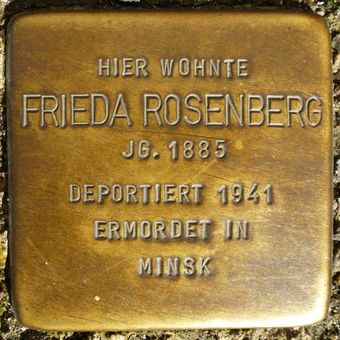 HIER WOHNTE
FRIEDA ROSENBERG
JG. 1885
DEPORTIERT 1941
ERMORDET IN
MINSK